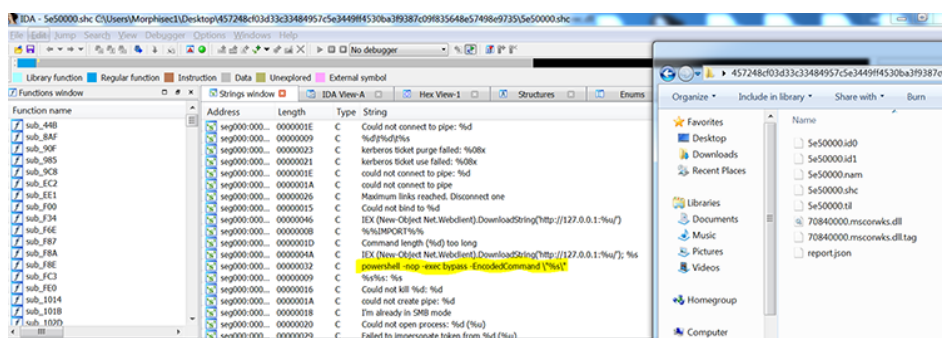 IDA - 5e50000.shc C:\Users\Morphisec1\Desktop\457248cf03d33c33484957c5e3449ff4530ba3f9387c09f835648e57498e9735\5e50000.shc
File Edit Jump Search View Debugger Options Windows Help
No debugger
Library function Regular function Instruction Data Unexplored External symbol
Functions window
Strings window IDA View-A Hex View-1 Structures Enums
Function name
sub_44B
sub_8AF
sub_90F
sub_985
sub_9C8
sub_EC2
sub_EE1
sub_F00
sub_F34
sub_F6E
sub_F87
sub_F8A
sub_F8E
sub_FC3
sub_FE0
sub_1014
sub_101B
sub_102D
Address Length Type String
seg000:000... 0000001E C Could not connect to pipe: %d
seg000:000... 00000009 C %d\t%d\t%s
seg000:000... 00000023 C kerberos ticket purge failed: %08x
seg000:000... 00000021 C kerberos ticket use failed: %08x
seg000:000... 0000001E C could not connect to pipe: %d
seg000:000... 0000001A C could not connect to pipe
seg000:000... 00000026 C Maximum links reached. Disconnect one
seg000:000... 00000015 C Could not bind to %d
seg000:000... 00000046 C IEX (New-Object Net.Webclient).DownloadString('http://127.0.0.1:%u/')
seg000:000... 0000000B C %%IMPORT%%
seg000:000... 0000001D C Command length (%d) too long
seg000:000... 0000004A C IEX (New-Object Net.Webclient).DownloadString('http://127.0.0.1:%u/'); %s
seg000:000... 00000032 C powershell -nop -exec bypass -EncodedCommand \"%s\"
seg000:000... 00000009 C %s%s: %s
seg000:000... 00000016 C Could not kill %d: %d
seg000:000... 0000001A C could not create pipe: %d
seg000:000... 00000018 C I'm already in SMB mode
seg000:000... 00000020 C Could not open process: %d (%u)
seg000:000... 00000029 C Failed to impersonate token from %d (%u)
457248cf03d33c33484957c5e3449ff4530ba3f9387c
Organize Include in library Share with Burn
Favorites
Desktop
Downloads
Recent Places
Libraries
Documents
Music
Pictures
Videos
Homegroup
Computer
Name
5e50000.id0
5e50000.id1
5e50000.nam
5e50000.shc
5e50000.til
70840000.mscorwks.dll
70840000.mscorwks.dll.tag
report.json